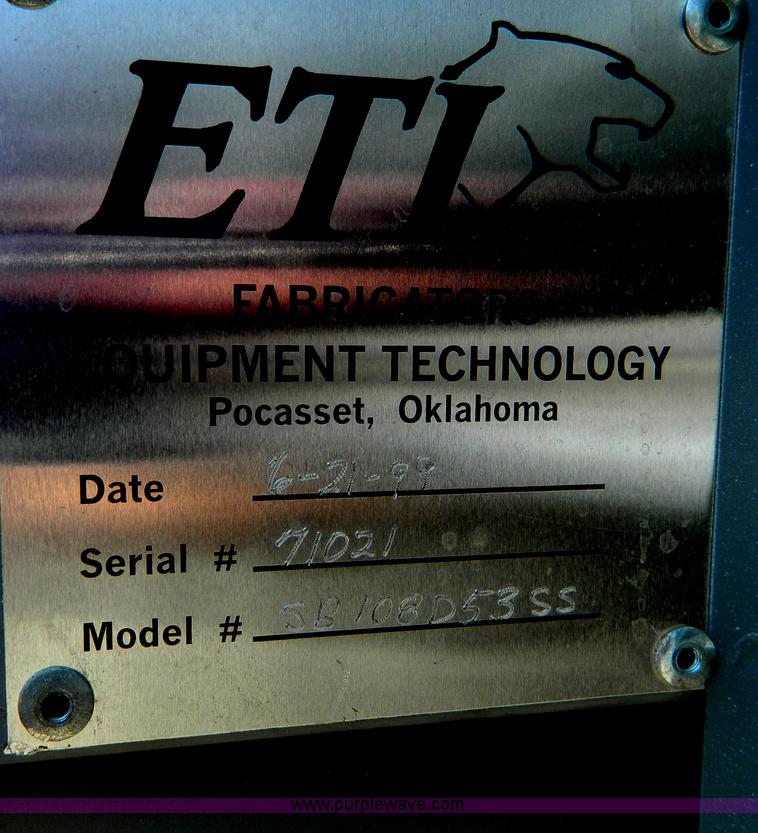 ETI
FABRICATORS
EQUIPMENT TECHNOLOGY
Pocasset, Oklahoma
Date 6-21-99
Serial # 71021
Model # SB108D53SS
www.purplewave.com